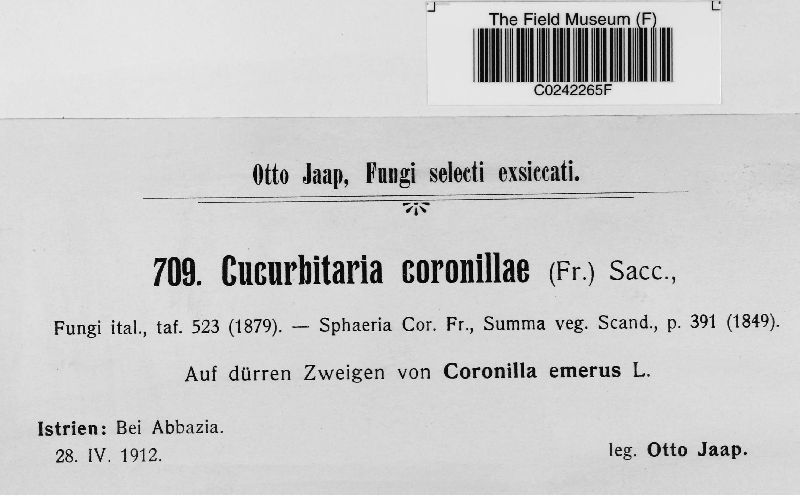 The Field Museum (F)
C0242265F
Otto Jaap, Fungi selecti exsiccati.
709. Cucurbitaria coronillae (Fr.) Sacc.,
Fungi ital., taf. 523 (1879). — Sphaeria Cor. Fr., Summa veg. Scand., p. 391 (1849).
Auf dürren Zweigen von Coronilla emerus L.
Istrien: Bei Abbazia.
28. IV. 1912.
leg. Otto Jaap.